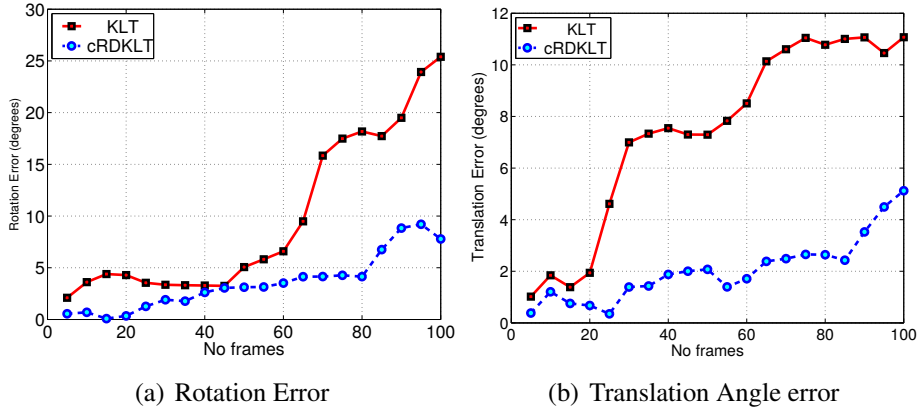 30
25
20
15
10
5
0
0
20
40
60
80
100
Rotation Error (degrees)
No frames
KLT
cRDKLT
(a) Rotation Error
12
10
8
6
4
2
0
0
20
40
60
80
100
Translation Error (degrees)
No frames
KLT
cRDKLT
(b) Translation Angle error